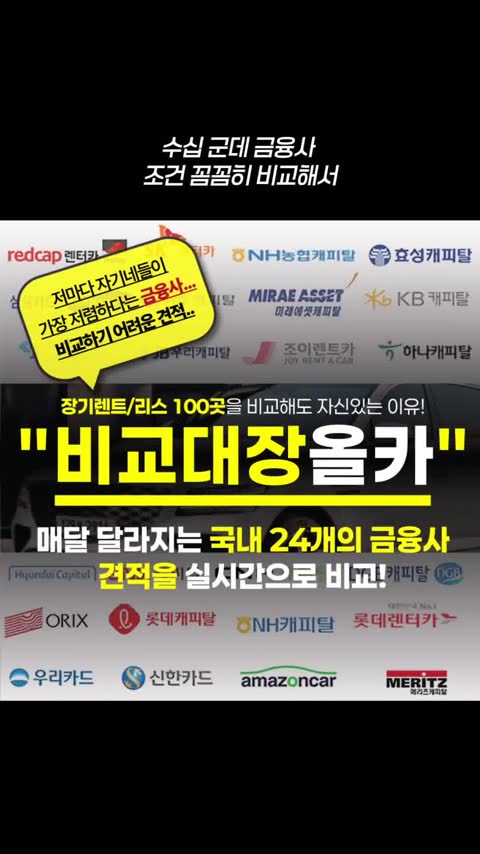 수십 군데 금융사
조건 꼼꼼히 비교해서
redcap 렌터카
NH농협캐피탈
효성캐피탈
저마다 자기네들이
가장 저렴하다는 금융사...
비교하기 어려운 견적..
MIRAE ASSET
미래에셋캐피탈
KB 캐피탈
우리캐피탈
조이렌트카
JOY RENT A CAR
하나캐피탈
장기렌트/리스 100곳을 비교해도 자신있는 이유!
"비교대장올카"
매달 달라지는 국내 24개의 금융사
견적을 실시간으로 비교!
Hyundai Capital
DGB
ORIX
롯데캐피탈
NH캐피탈
대한민국 No.1
롯데렌터카
우리카드
신한카드
amazoncar
MERITZ
메리츠캐피탈